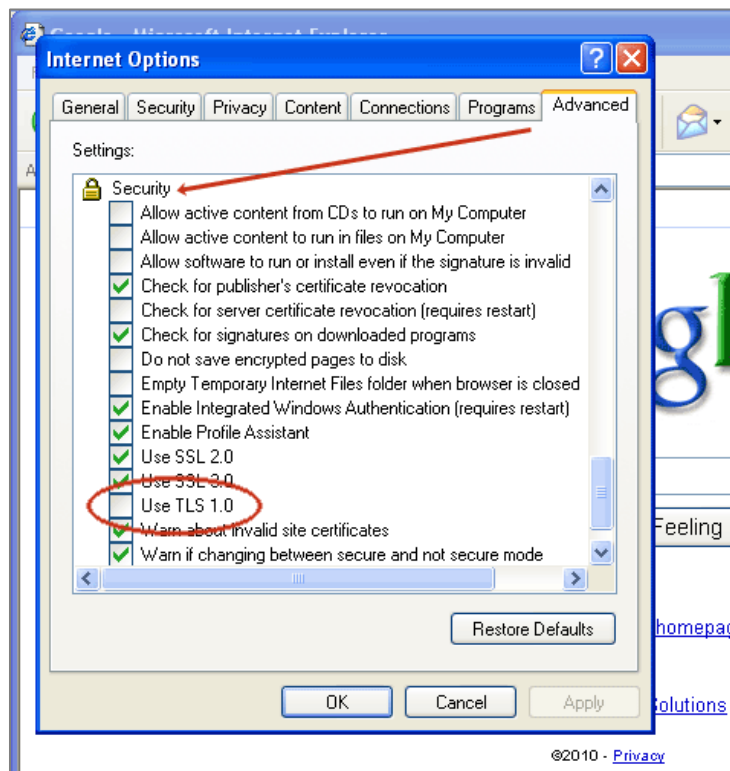 Google - Microsoft Internet Explorer
Internet Options
General Security Privacy Content Connections Programs Advanced
Settings:
Security
Allow active content from CDs to run on My Computer
Allow active content to run in files on My Computer
Allow software to run or install even if the signature is invalid
Check for publisher's certificate revocation
Check for server certificate revocation (requires restart)
Check for signatures on downloaded programs
Do not save encrypted pages to disk
Empty Temporary Internet Files folder when browser is closed
Enable Integrated Windows Authentication (requires restart)
Enable Profile Assistant
Use SSL 2.0
Use SSL 3.0
Use TLS 1.0
Warn about invalid site certificates
Warn if changing between secure and not secure mode
Feeling
Restore Defaults
homepag
OK Cancel Apply
Solutions
©2010 - Privacy